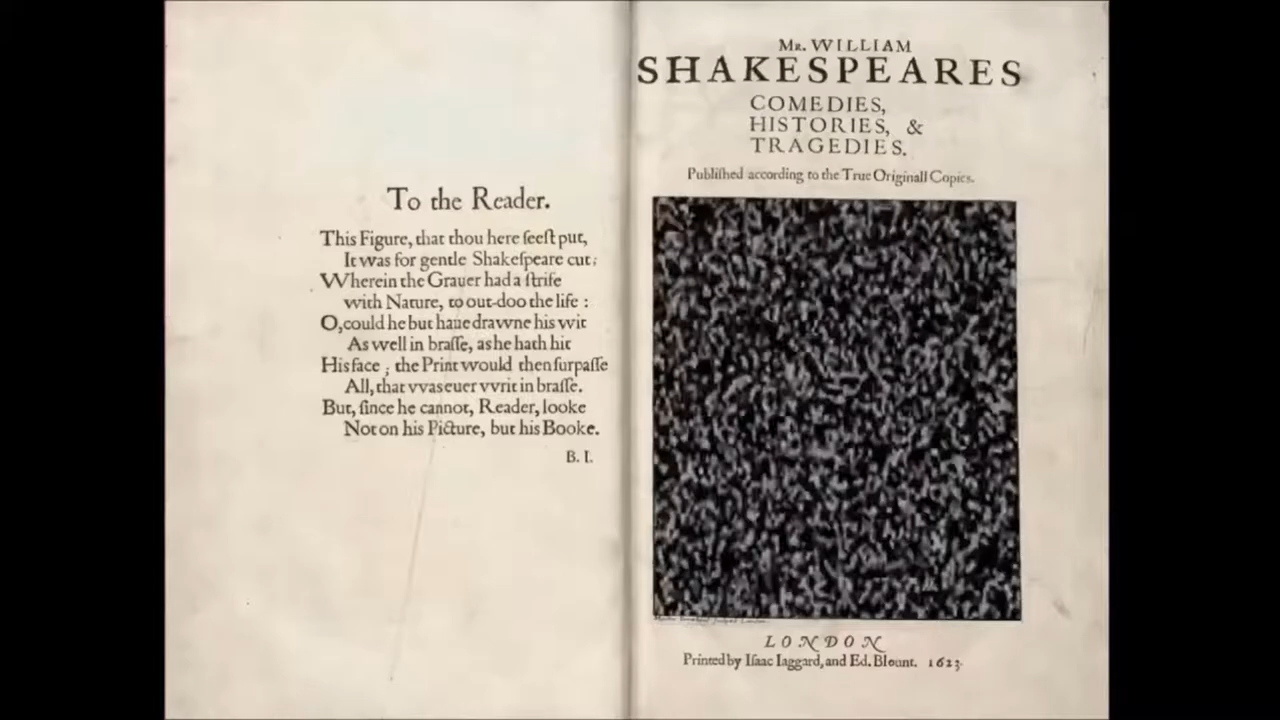 To the Reader.
This Figure, that thou here ſeeſt put,
It was for gentle Shakeſpeare cut;
Wherein the Grauer had a ſtrife
with Nature, to out-doo the life :
O, could he but haue drawne his wit
As well in braſſe, as he hath hit
His face ; the Print would then ſurpaſſe
All, that vvas euer vvrit in braſſe.
But, ſince he cannot, Reader, looke
Not on his Picture, but his Booke.
B. I.
Mr. WILLIAM
SHAKESPEARES
COMEDIES,
HISTORIES, &
TRAGEDIES.
Publiſhed according to the True Originall Copies.
LONDON
Printed by Iſaac Iaggard, and Ed. Blount. 1623.